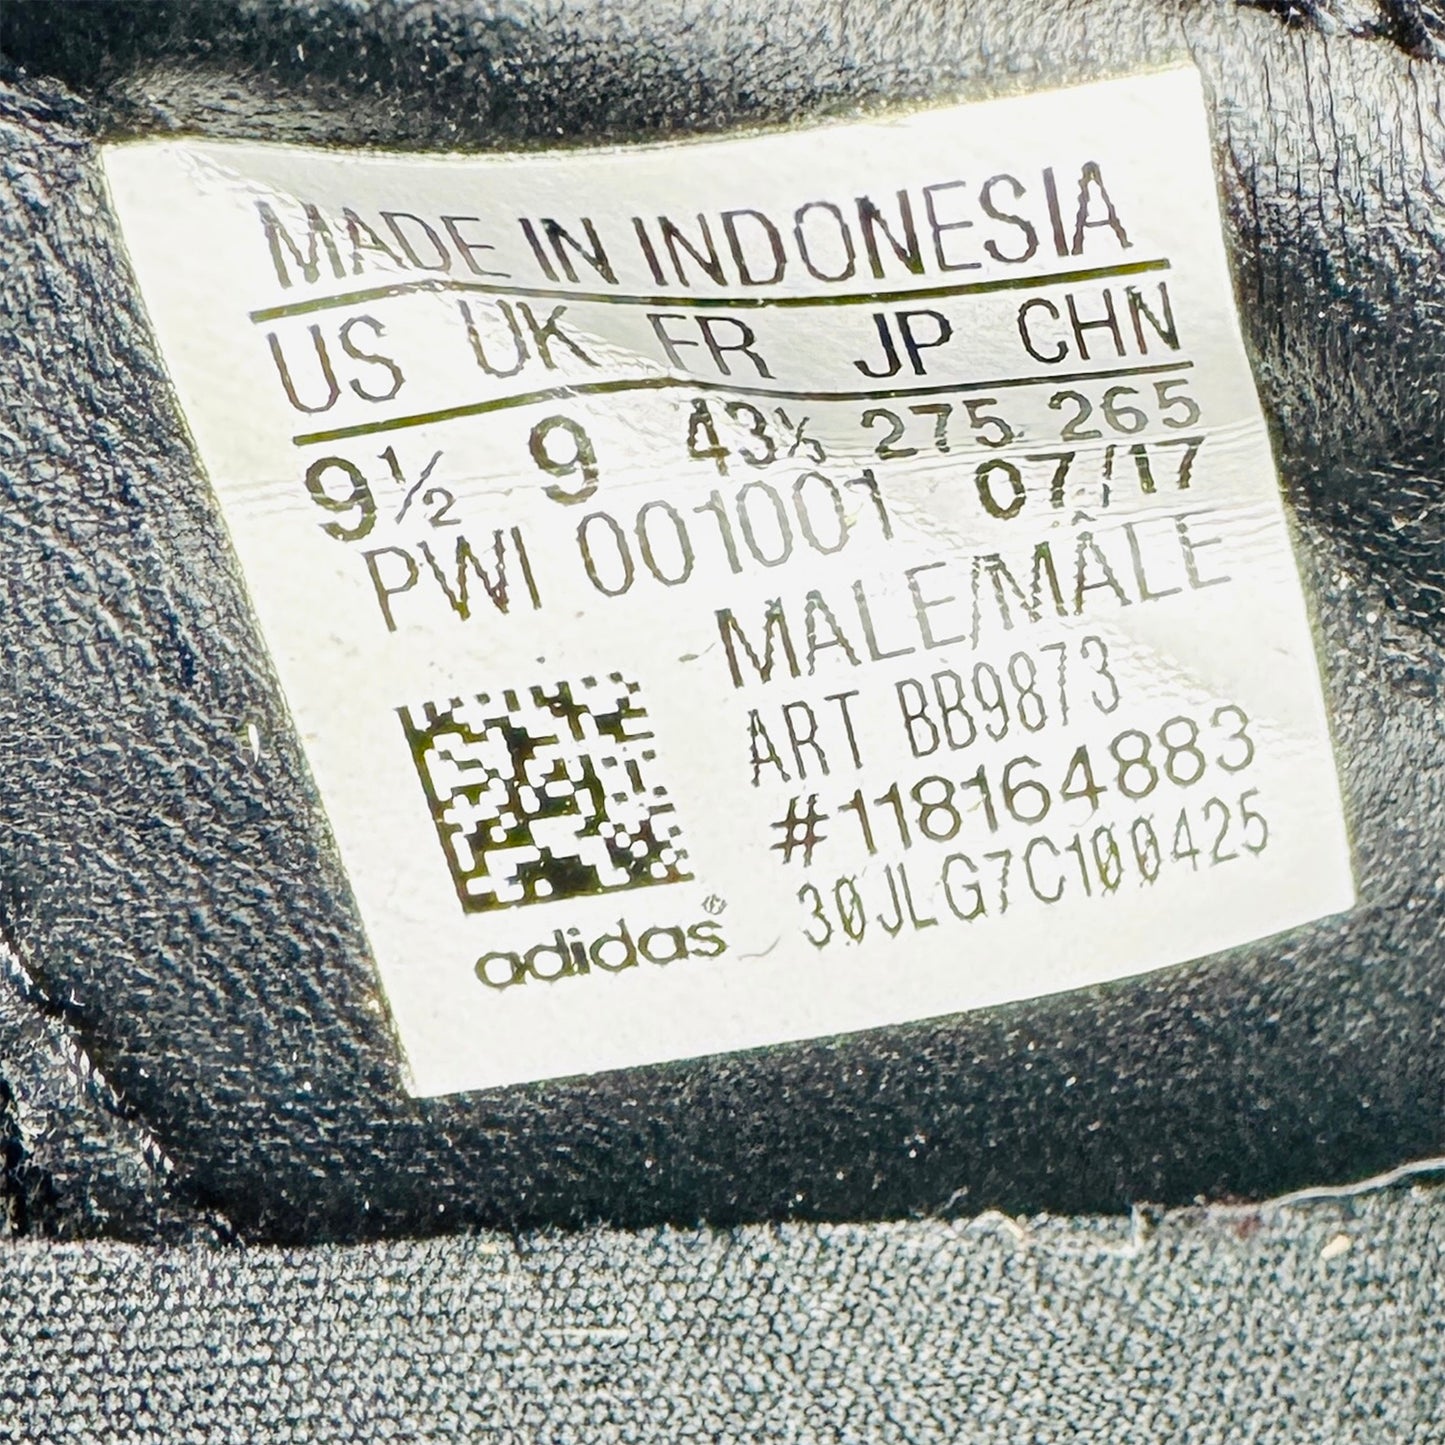 MADE IN INDONESIA
US UK FR JP CHN
9½ 9 43⅓ 275 265
PWI 001001 07/17
MALE/MÂLE
ART BB9873
#118164883
30JLG7C100425
adidas®